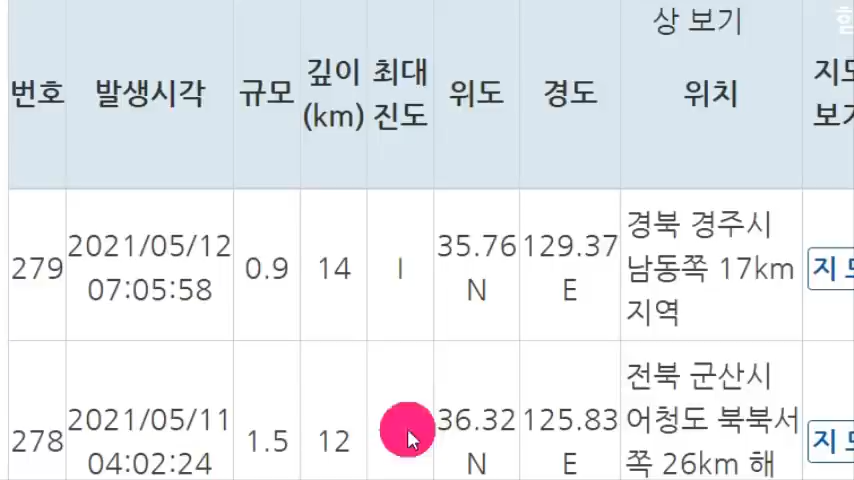 상 보기
번호 발생시각 규모 깊이(km) 최대진도 위도 경도 위치
279 2021/05/12 07:05:58 0.9 14 I 35.76 N 129.37 E 경북 경주시 남동쪽 17km 지역 지
278 2021/05/11 04:02:24 1.5 12 36.32 N 125.83 E 전북 군산시 어청도 북북서쪽 26km 해 지